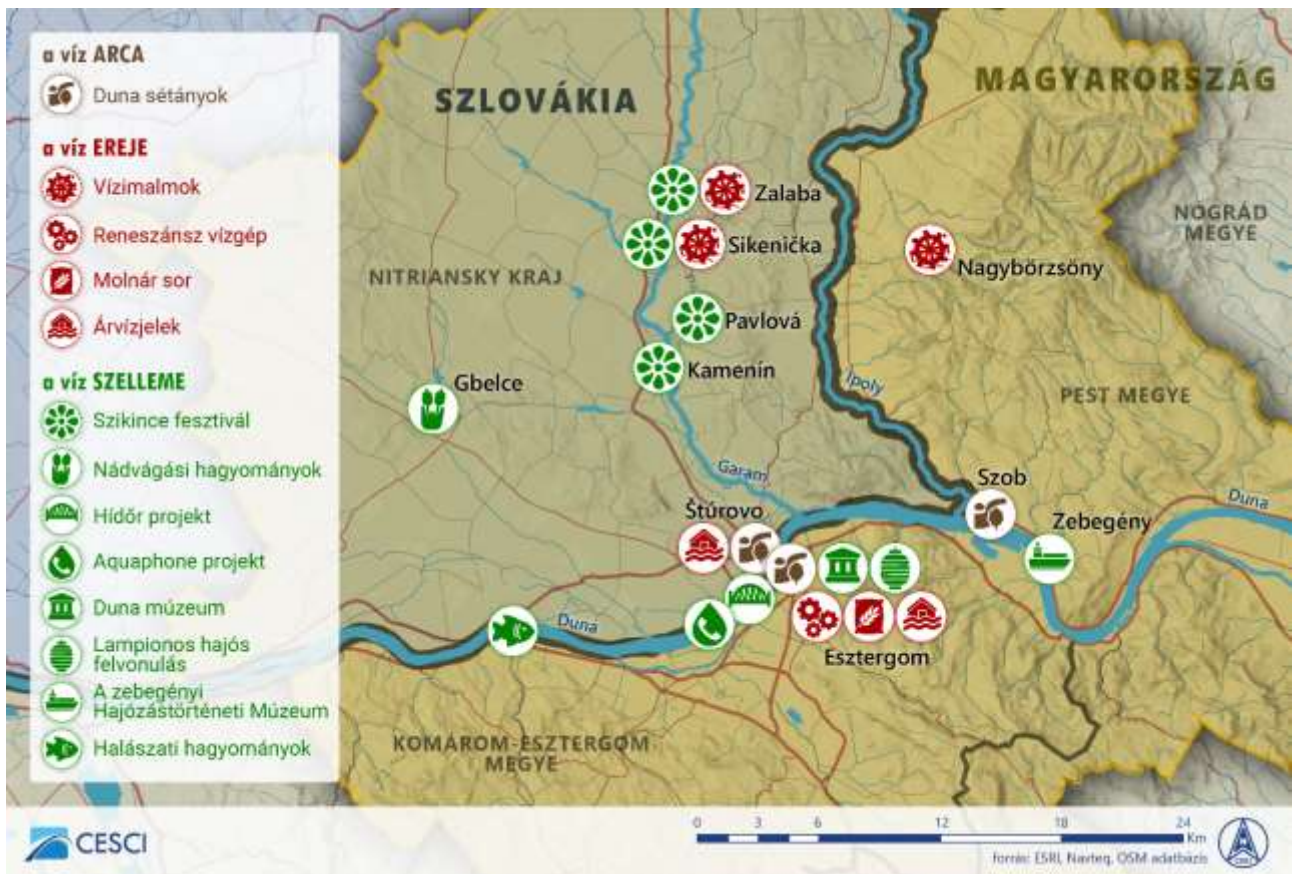 a víz ARCA
Duna sétányok
a víz EREJE
Vízimalmok
Reneszánsz vízgép
Molnár sor
Árvízjelek
a víz SZELLEME
Szikince fesztivál
Nádvágási hagyományok
Hídőr projekt
Aquaphone projekt
Duna múzeum
Lampionos hajós
felvonulás
A zebegényi
Hajózástörténeti Múzeum
Halászati hagyományok
SZLOVÁKIA
MAGYARORSZÁG
NÓGRÁD
MEGYE
Zalaba
Sikenička
Nagybörzsöny
NITRIANSKY KRAJ
Pavlová
Kamenín
Gbelce
Ipoly
PEST MEGYE
Garam
Szob
Duna
Štúrovo
Zebegény
Duna
Esztergom
KOMÁROM-ESZTERGOM
MEGYE
CESCI
0 3 6 12 18 24
Km
forrás: ESRI, Navteq, OSM adatbázis